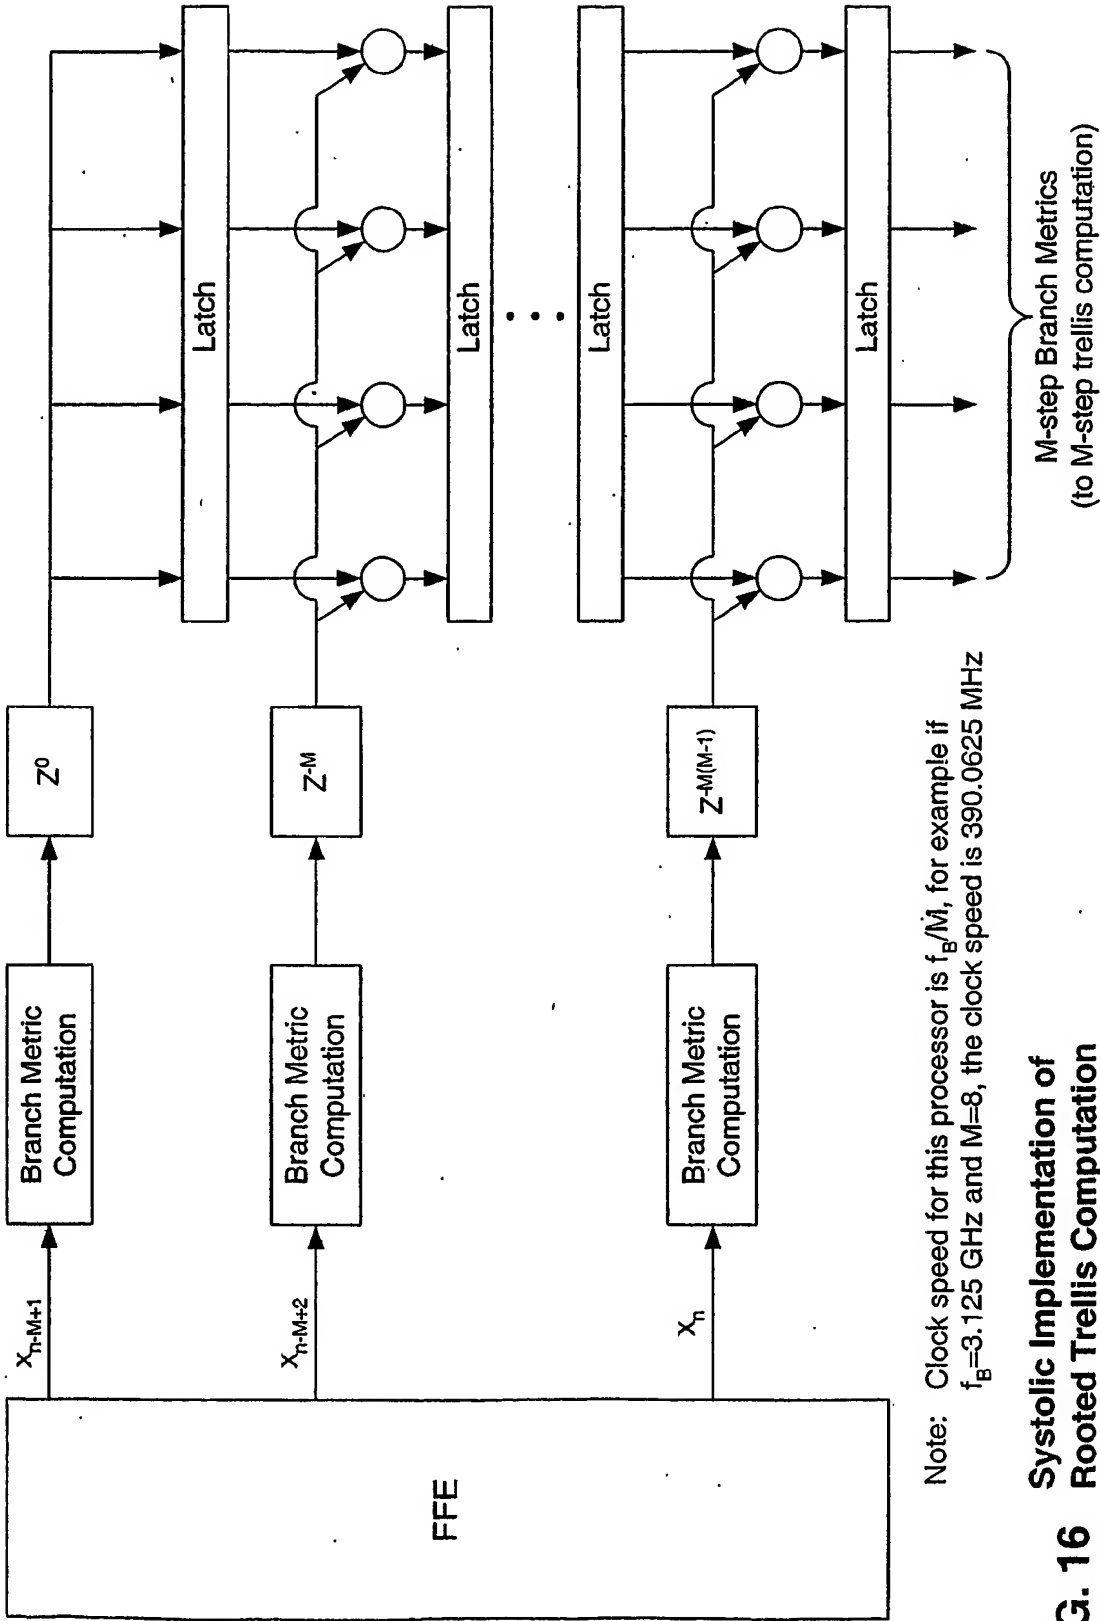 FFE
Xn-M+1
Branch Metric
Computation
Z^0
Latch
Xn-M+2
Branch Metric
Computation
Z^-M
Latch
Latch
Xn
Branch Metric
Computation
Z^-M(M-1)
Latch
M-step Branch Metrics
(to M-step trellis computation)
Note: Clock speed for this processor is fB/M, for example if
fB=3.125 GHz and M=8, the clock speed is 390.0625 MHz
G. 16 Systolic Implementation of
Rooted Trellis Computation